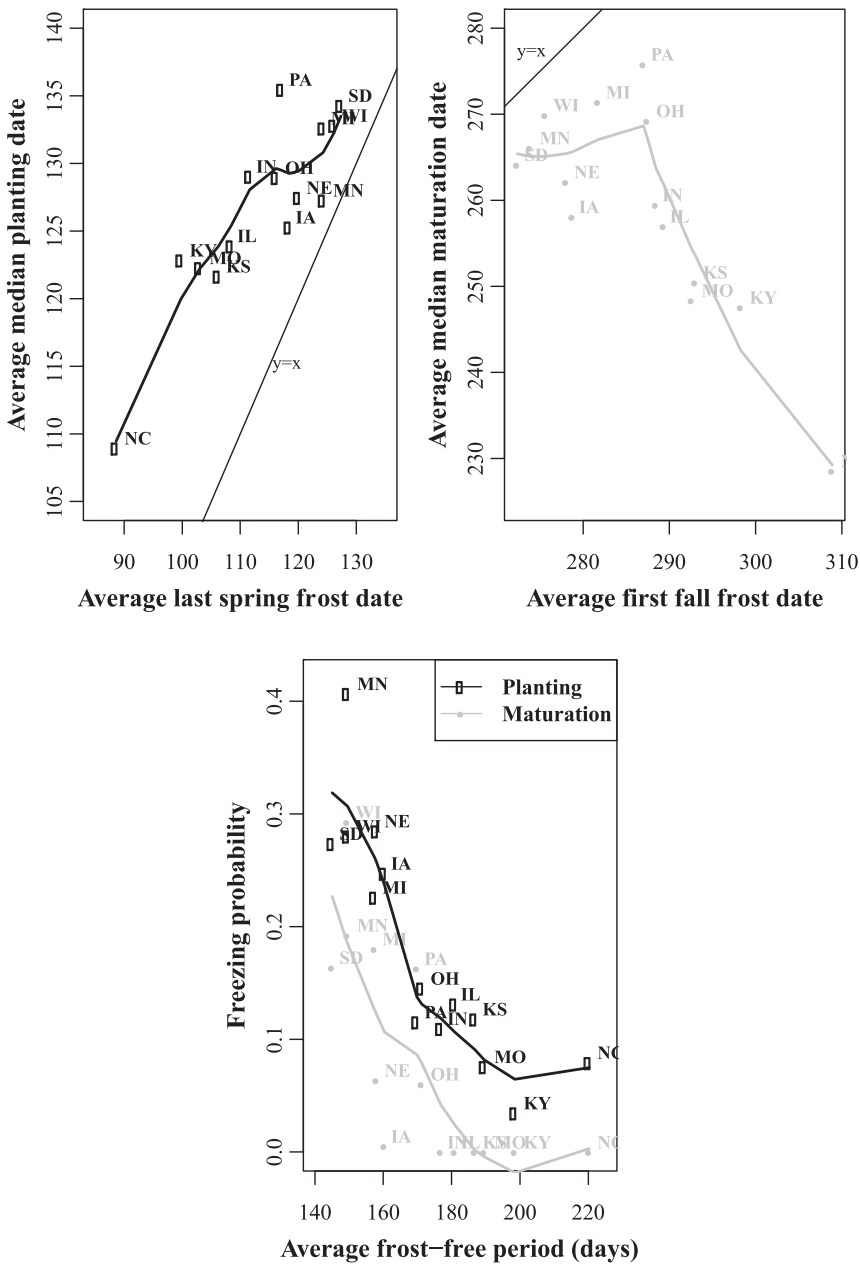 Average median planting date
105
110
115
120
125
130
135
140
PA
SD
WI
MI
IN
OH
NE
MN
IA
IL
KY
MO
KS
NC
y=x
90
100
110
120
130
Average last spring frost date
Average median maturation date
230
240
250
260
270
280
y=x
PA
MI
WI
OH
MN
SD
NE
IA
IN
IL
KS
MO
KY
280
290
300
310
Average first fall frost date
Freezing probability
0.0
0.1
0.2
0.3
0.4
Planting
Maturation
MN
WI
NE
SD
WI
IA
MI
MN
MI
SD
PA
OH
IL
KS
PA
IN
MO
NC
NE
OH
KY
IA
IN
IL
KS
MO
KY
NC
140
160
180
200
220
Average frost−free period (days)